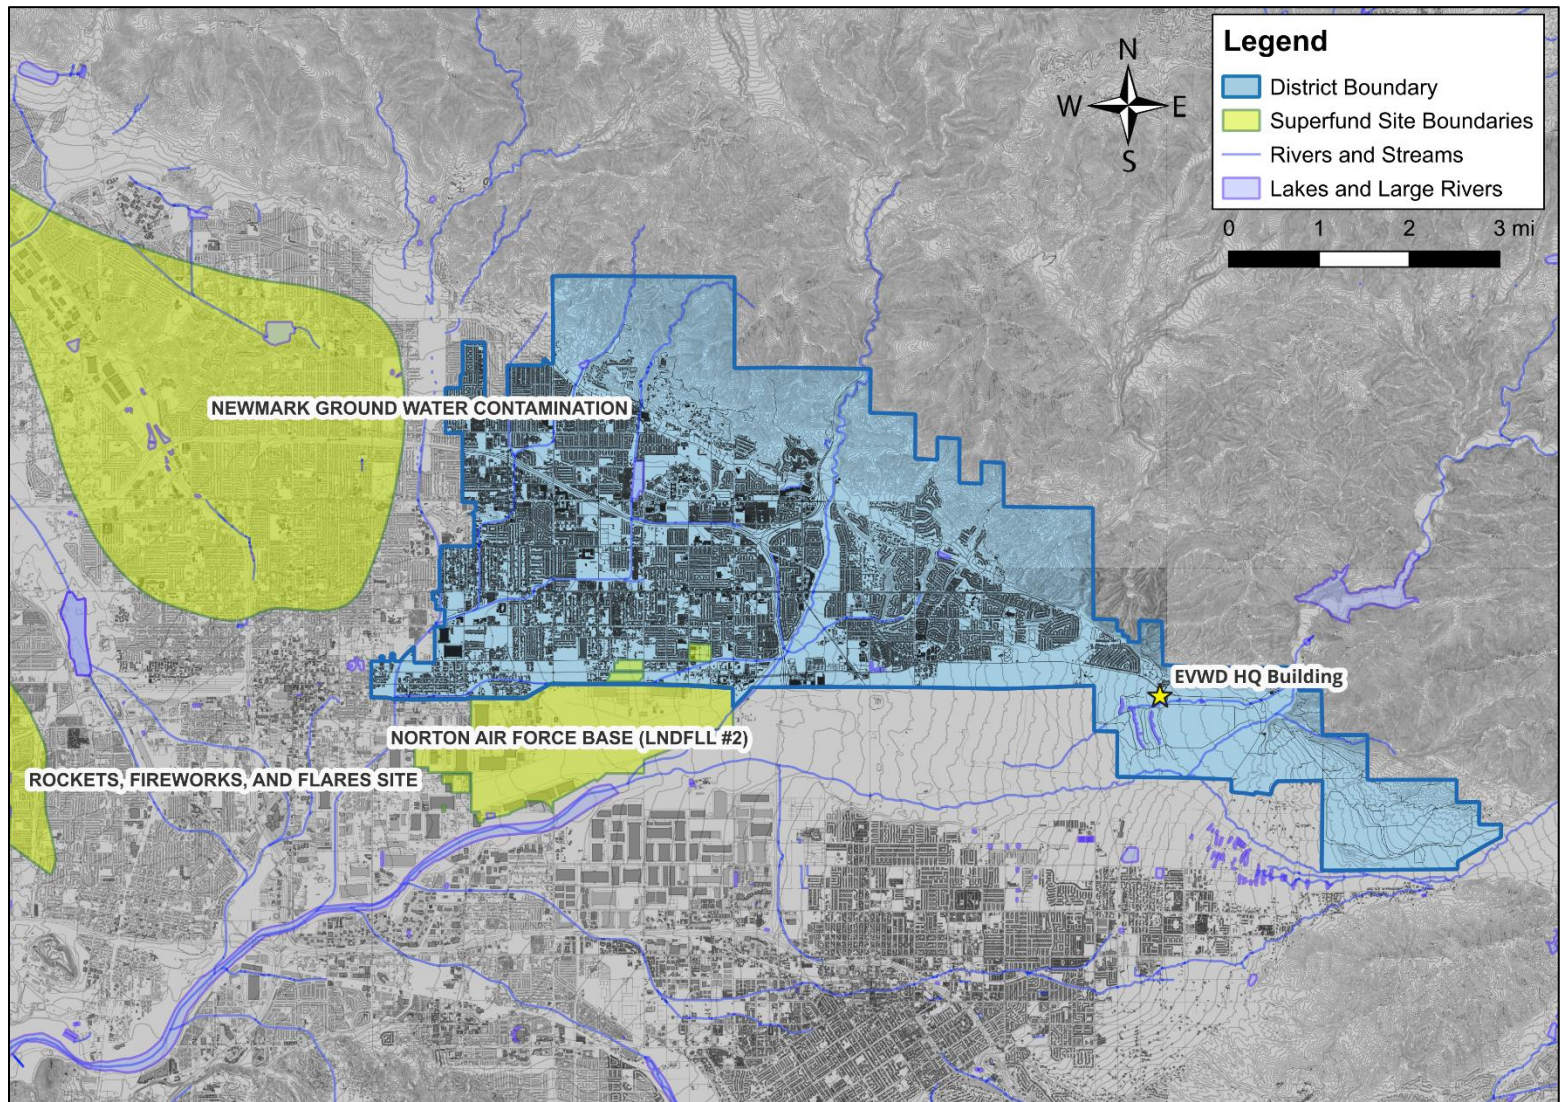 Legend
District Boundary
Superfund Site Boundaries
Rivers and Streams
Lakes and Large Rivers
N
W E
S
0 1 2 3 mi
NEWMARK GROUND WATER CONTAMINATION
EVWD HQ Building
NORTON AIR FORCE BASE (LNDFLL #2)
ROCKETS, FIREWORKS, AND FLARES SITE